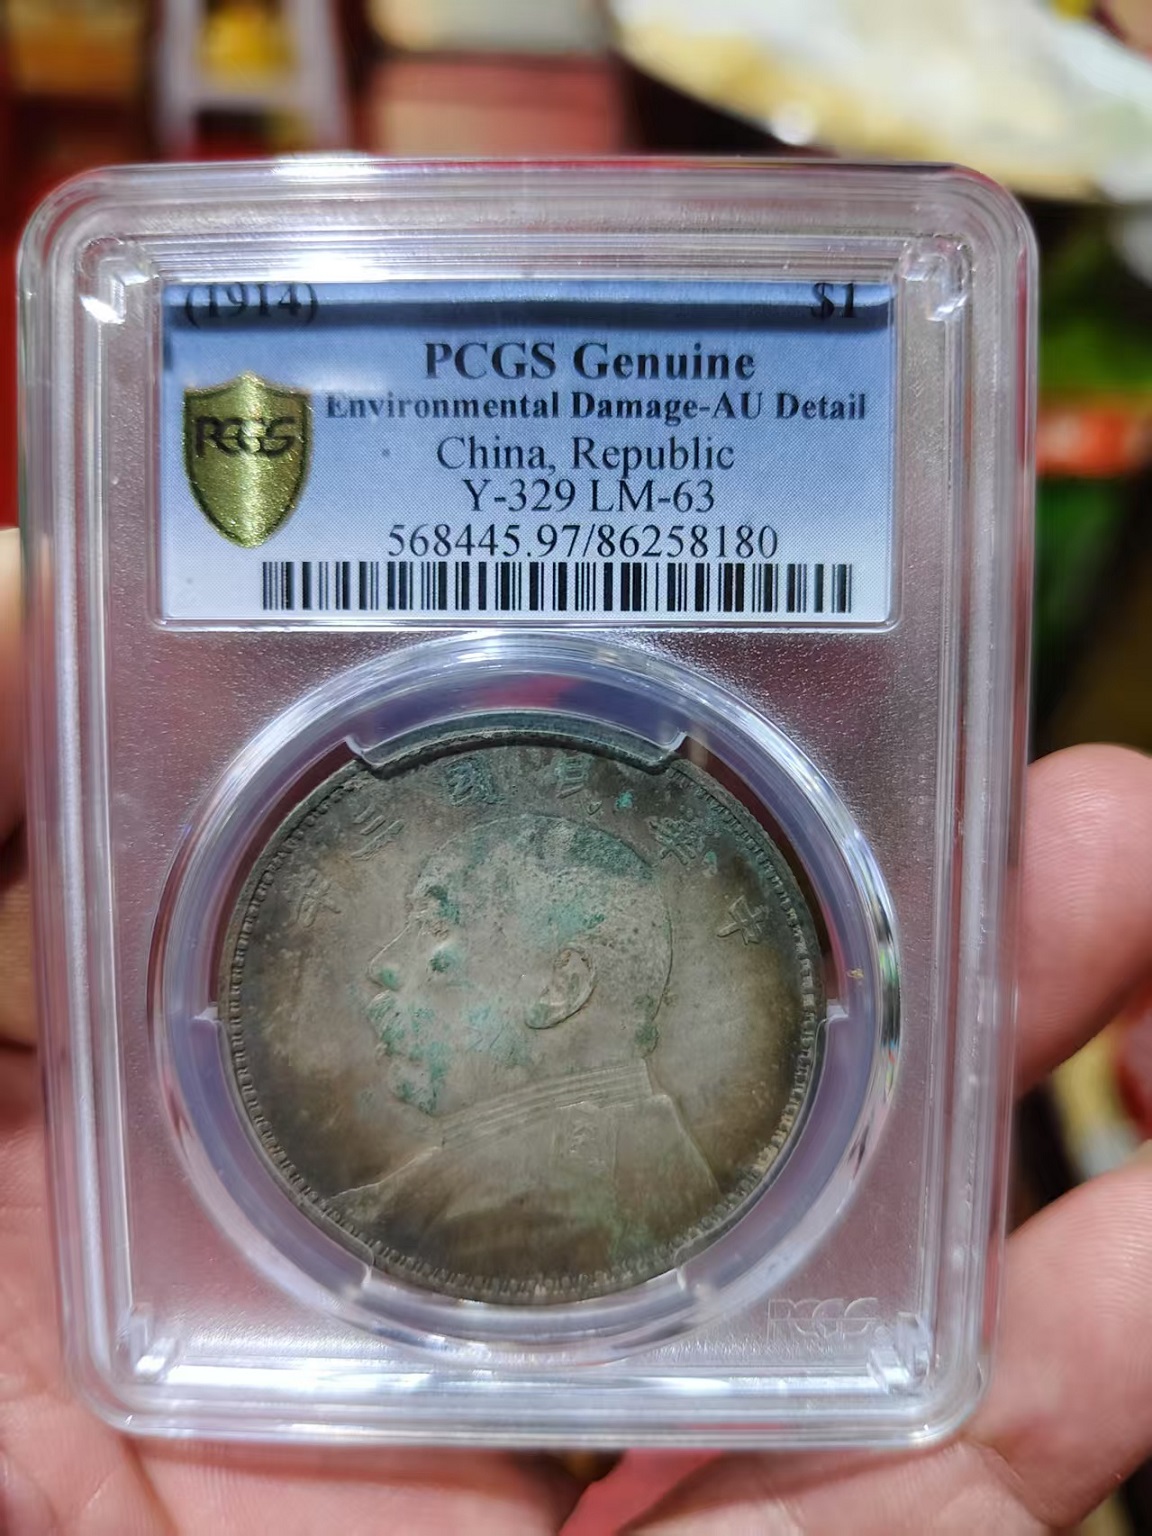 (1914) $1
PCGS Genuine
Environmental Damage-AU Detail
PCGS
China, Republic
Y-329 LM-63
568445.97/86258180
年三國民華中
PCGS